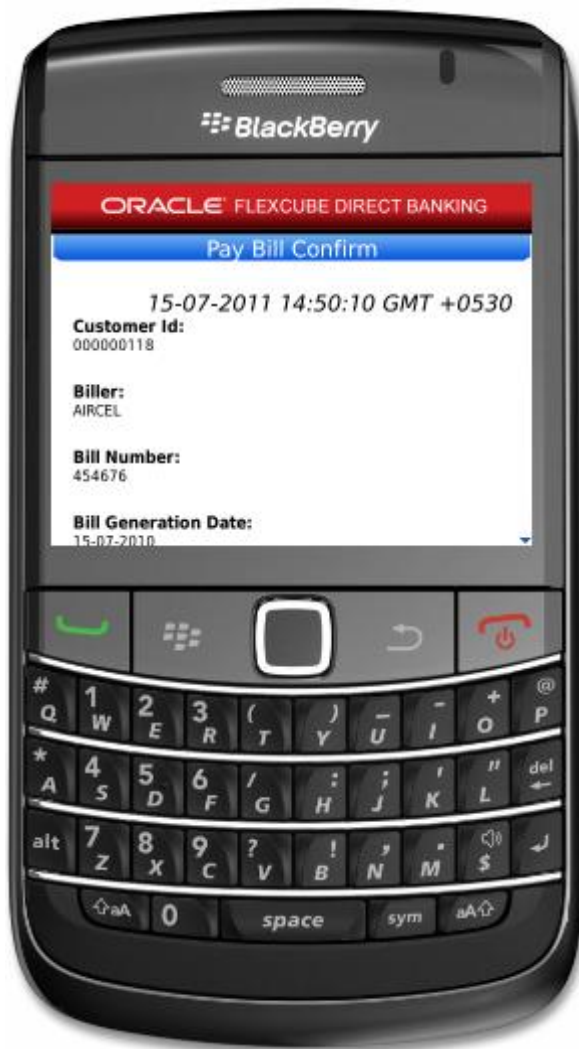 BlackBerry
ORACLE FLEXCUBE DIRECT BANKING
Pay Bill Confirm
15-07-2011 14:50:10 GMT +0530
Customer Id:
000000118
Biller:
AIRCEL
Bill Number:
454676
Bill Generation Date:
15-07-2010
# 1 2 3 ( ) _ - + @
Q W E R T Y U I O P
* 4 5 6 / : ; ' " del
A S D F G H J K L
alt 7 8 9 ? ! , .
Z X C V B N M $
aA 0 space sym aA